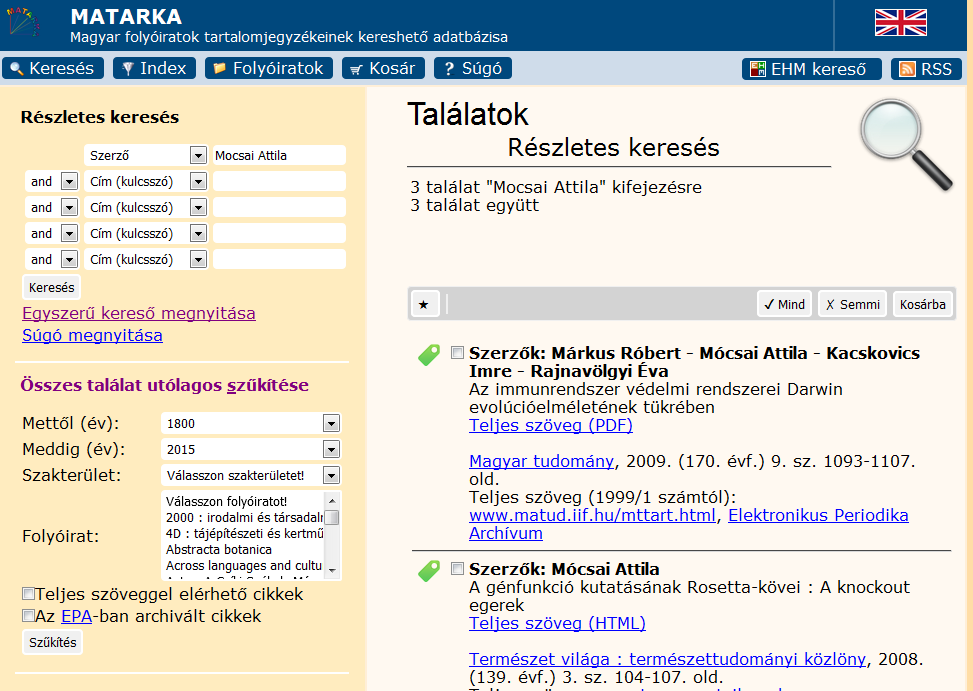 MATARKA
Magyar folyóiratok tartalomjegyzékeinek kereshető adatbázisa
Keresés
Index
Folyóiratok
Kosár
? Súgó
EHM kereső
RSS
Részletes keresés
Szerző Mocsai Attila
and Cím (kulcsszó)
and Cím (kulcsszó)
and Cím (kulcsszó)
and Cím (kulcsszó)
Keresés
Egyszerű kereső megnyitása
Súgó megnyitása
Összes találat utólagos szűkítése
Mettől (év): 1800
Meddig (év): 2015
Szakterület: Válasszon szakterületet!
Folyóirat:
Válasszon folyóiratot!
2000 : irodalmi és társadalm
4D : tájépítészeti és kertmű
Abstracta botanica
Across languages and cultu
Teljes szöveggel elérhető cikkek
Az EPA-ban archivált cikkek
Szűkítés
Találatok
Részletes keresés
3 találat "Mocsai Attila" kifejezésre
3 találat együtt
★
✓ Mind
✗ Semmi
Kosárba
Szerzők: Márkus Róbert - Mócsai Attila - Kacskovics
Imre - Rajnavölgyi Éva
Az immunrendszer védelmi rendszerei Darwin
evolúcióelméletének tükrében
Teljes szöveg (PDF)
Magyar tudomány, 2009. (170. évf.) 9. sz. 1093-1107.
old.
Teljes szöveg (1999/1 számtól):
www.matud.iif.hu/mttart.html, Elektronikus Periodika
Archívum
Szerzők: Mócsai Attila
A génfunkció kutatásának Rosetta-kövei : A knockout
egerek
Teljes szöveg (HTML)
Természet világa : természettudományi közlöny, 2008.
(139. évf.) 3. sz. 104-107. old.